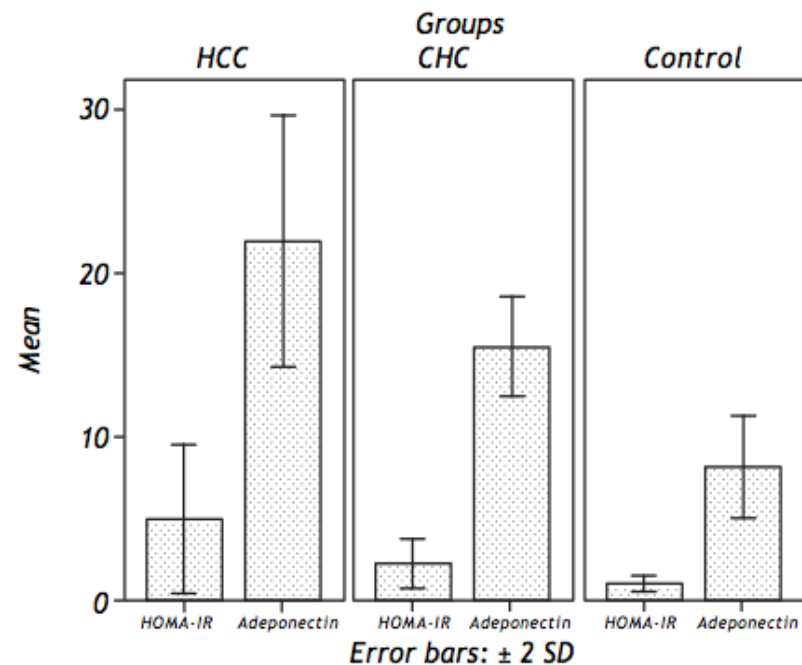 Groups
HCC CHC Control
30
20
10
0
Mean
HOMA-IR Adeponectin HOMA-IR Adeponectin HOMA-IR Adeponectin
Error bars: ± 2 SD